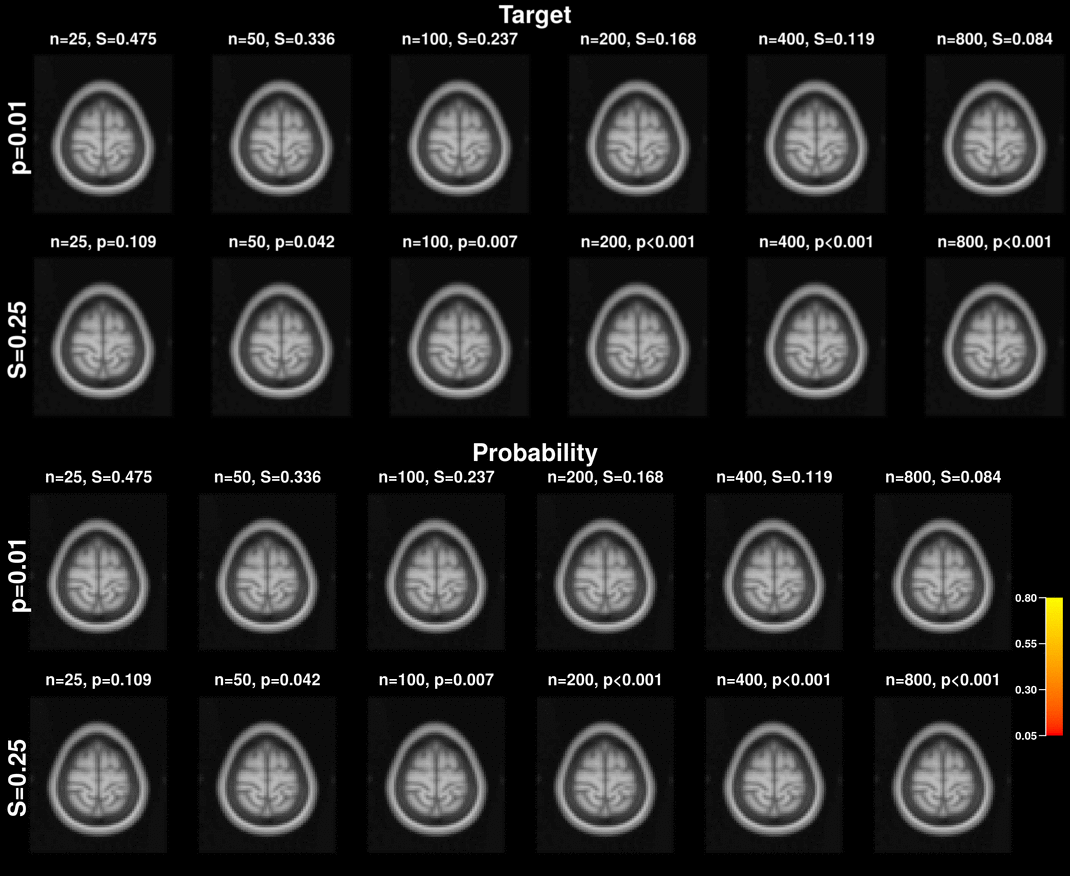 Target
n=25, S=0.475 n=50, S=0.336 n=100, S=0.237 n=200, S=0.168 n=400, S=0.119 n=800, S=0.084
p=0.01
n=25, p=0.109 n=50, p=0.042 n=100, p=0.007 n=200, p<0.001 n=400, p<0.001 n=800, p<0.001
S=0.25
Probability
n=25, S=0.475 n=50, S=0.336 n=100, S=0.237 n=200, S=0.168 n=400, S=0.119 n=800, S=0.084
p=0.01
0.80
0.55
n=25, p=0.109 n=50, p=0.042 n=100, p=0.007 n=200, p<0.001 n=400, p<0.001 n=800, p<0.001
0.30
0.05
S=0.25